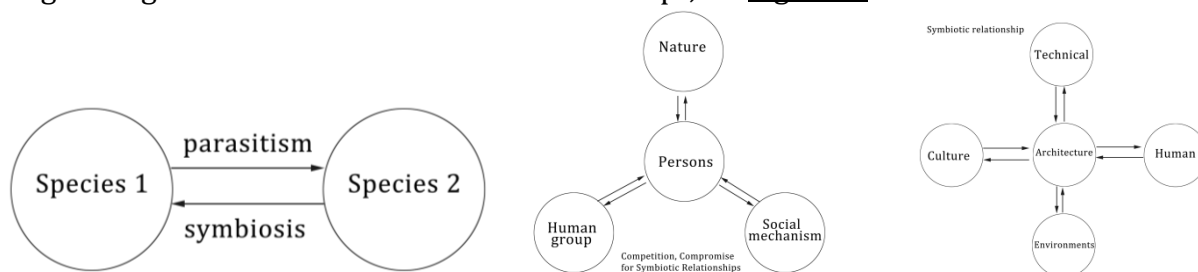 parasitism
Species 1
Species 2
symbiosis
Nature
Persons
Human
group
Social
mechanism
Competition, Compromise
for Symbiotic Relationships
Symbiotic relationship
Technical
Culture
Architecture
Human
Environments